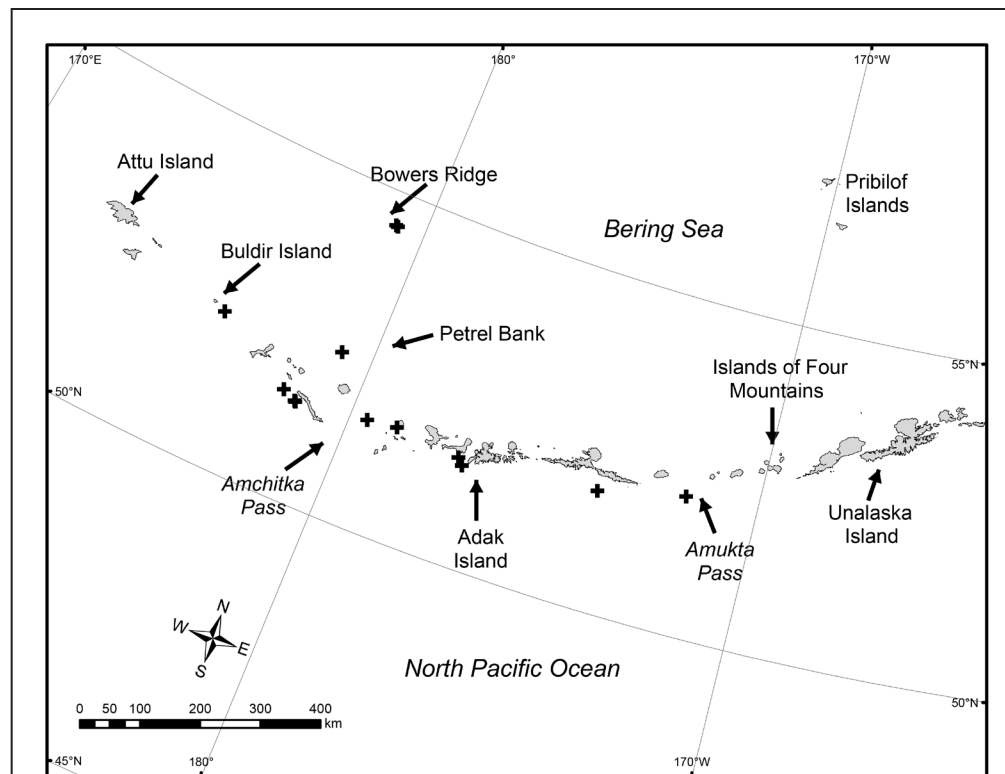 170°E
180°
170°W
Attu Island
Bowers Ridge
Pribilof
Islands
Bering Sea
Buldir Island
Petrel Bank
55°N
Islands of Four
Mountains
50°N
Amchitka
Pass
Adak
Island
Amukta
Pass
Unalaska
Island
N
W
E
S
North Pacific Ocean
0 50 100 200 300 400
km
50°N
45°N
180°
170°W